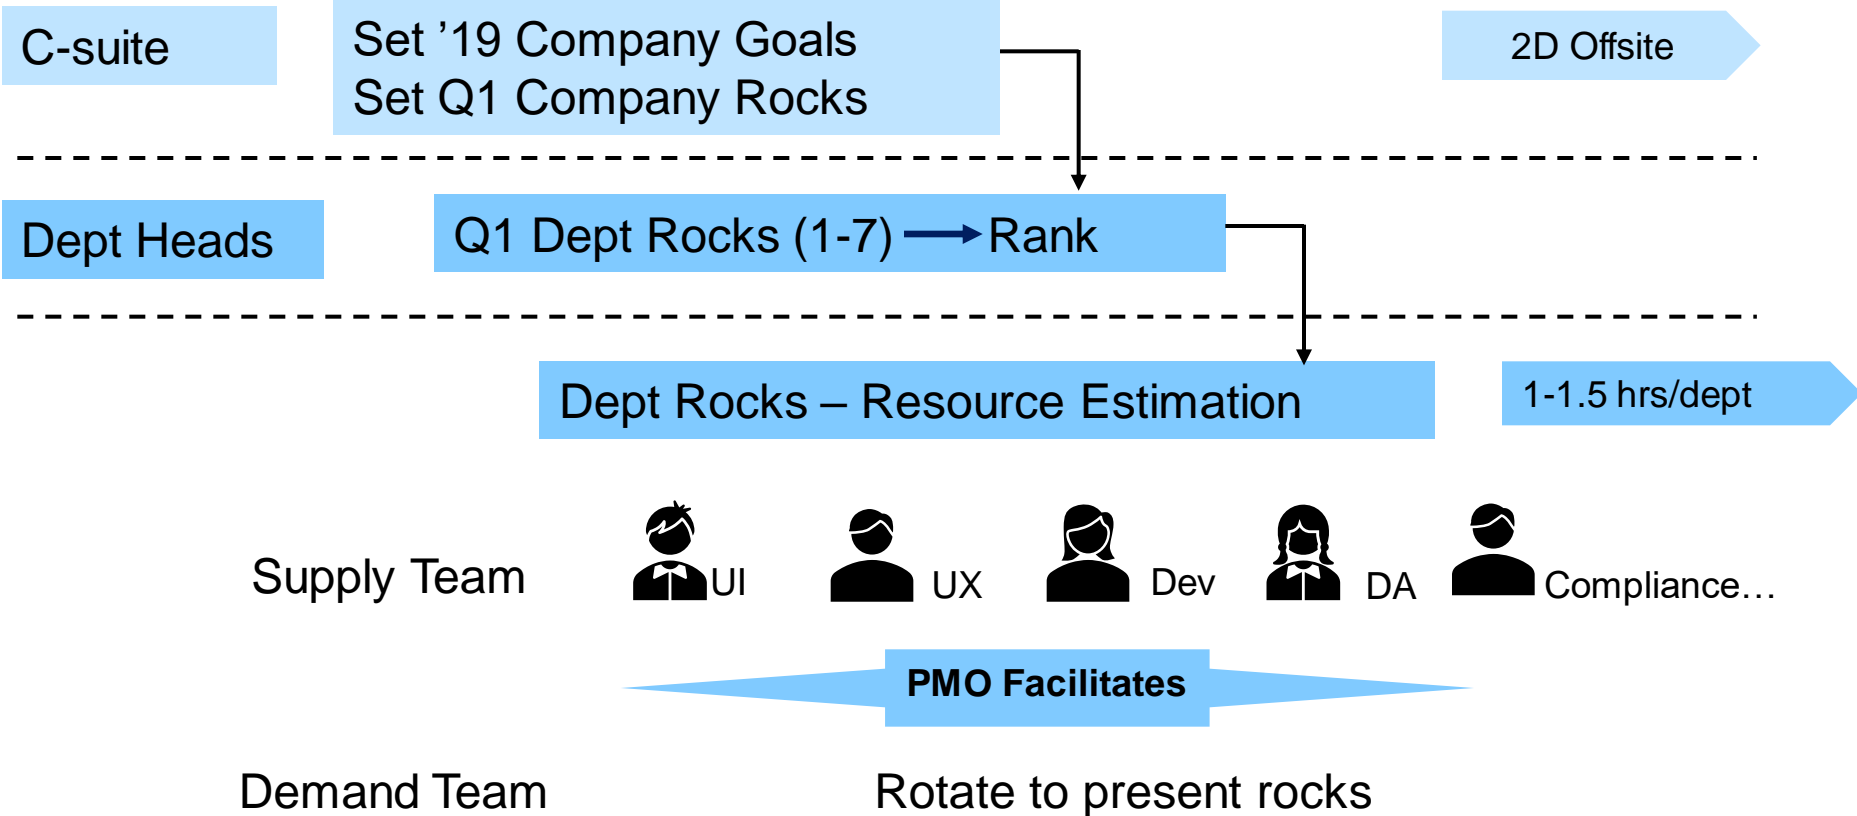 C-suite
Set ’19 Company Goals
Set Q1 Company Rocks
2D Offsite
Dept Heads
Q1 Dept Rocks (1-7) Rank
Dept Rocks – Resource Estimation
1-1.5 hrs/dept
Supply Team
UI
UX
Dev
DA
Compliance…
PMO Facilitates
Demand Team
Rotate to present rocks